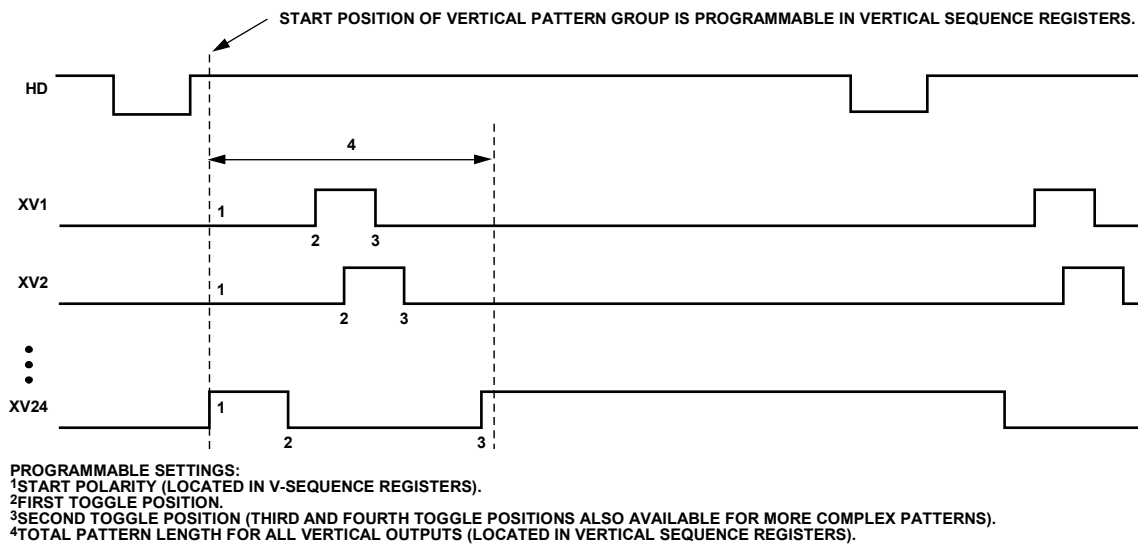 START POSITION OF VERTICAL PATTERN GROUP IS PROGRAMMABLE IN VERTICAL SEQUENCE REGISTERS.
HD
4
XV1
1
2 3
XV2
1
2 3
XV24
1
2 3
PROGRAMMABLE SETTINGS:
1START POLARITY (LOCATED IN V-SEQUENCE REGISTERS).
2FIRST TOGGLE POSITION.
3SECOND TOGGLE POSITION (THIRD AND FOURTH TOGGLE POSITIONS ALSO AVAILABLE FOR MORE COMPLEX PATTERNS).
4TOTAL PATTERN LENGTH FOR ALL VERTICAL OUTPUTS (LOCATED IN VERTICAL SEQUENCE REGISTERS).